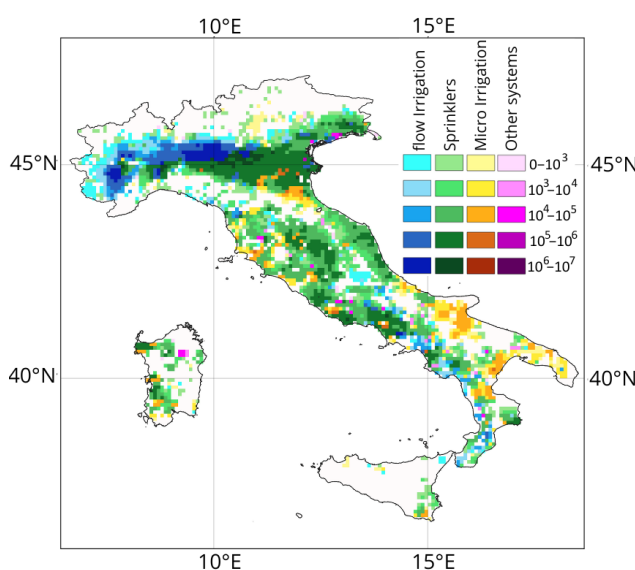 10°E 15°E
flow Irrigation
Sprinklers
Micro Irrigation
Other systems
45°N 45°N
0–10³
10³–10⁴
10⁴–10⁵
10⁵–10⁶
10⁶–10⁷
40°N 40°N
10°E 15°E